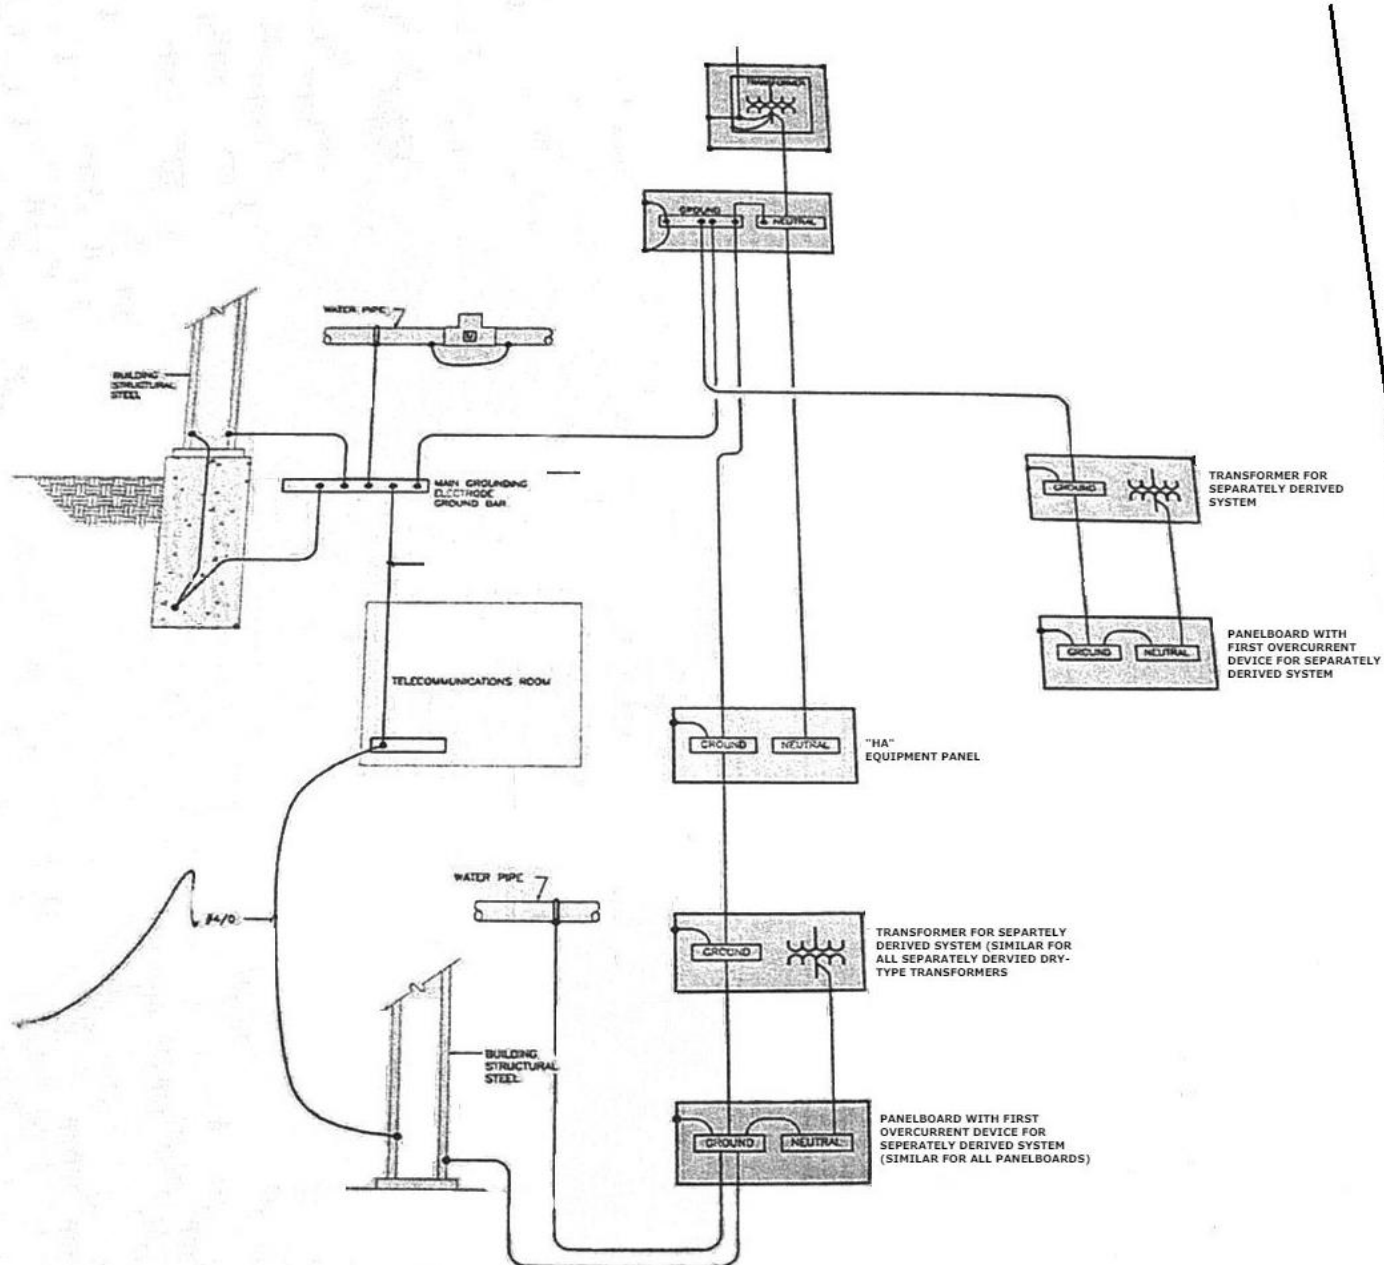 TRANSFORMER
GROUND
NEUTRAL
WATER PIPE
BUILDING
STRUCTURAL
STEEL
MAIN GROUNDING
ELECTRODE
GROUND BAR
GROUND
TRANSFORMER FOR
SEPARATELY DERIVED
SYSTEM
GROUND
NEUTRAL
PANELBOARD WITH
FIRST OVERCURRENT
DEVICE FOR SEPARATELY
DERIVED SYSTEM
TELECOMMUNICATIONS ROOM
GROUND
NEUTRAL
"HA"
EQUIPMENT PANEL
WATER PIPE
#4/0
GROUND
TRANSFORMER FOR SEPARTELY
DERIVED SYSTEM (SIMILAR FOR
ALL SEPARATELY DERVIED DRY-
TYPE TRANSFORMERS
BUILDING
STRUCTURAL
STEEL
GROUND
NEUTRAL
PANELBOARD WITH FIRST
OVERCURRENT DEVICE FOR
SEPERATELY DERIVED SYSTEM
(SIMILAR FOR ALL PANELBOARDS)